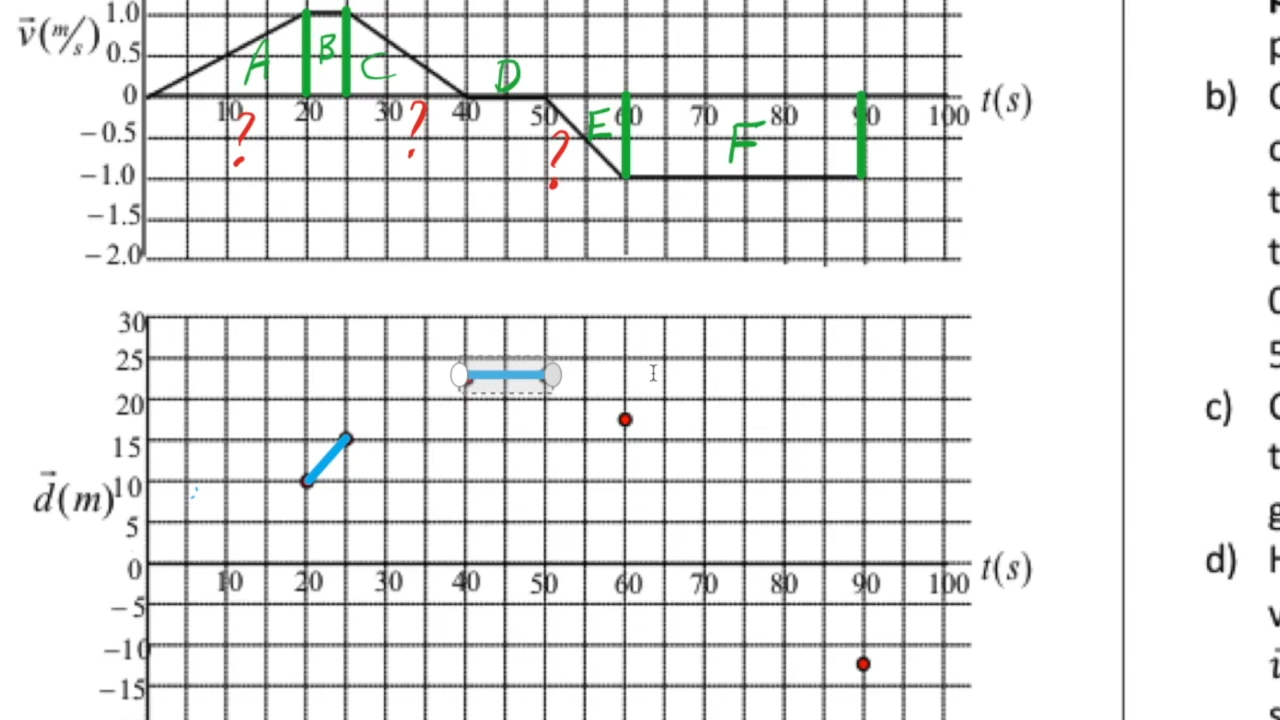 1.0
v⃗(m/s) 0.5
A B C D
0 10 20 30 40 50 60 70 80 90 100 t(s)
E F
? ? ?
−0.5
−1.0
−1.5
−2.0
30
25
20
15
d⃗(m) 10
5
0
10 20 30 40 50 60 70 80 90 100 t(s)
−5
−10
−15
b)
c)
d)